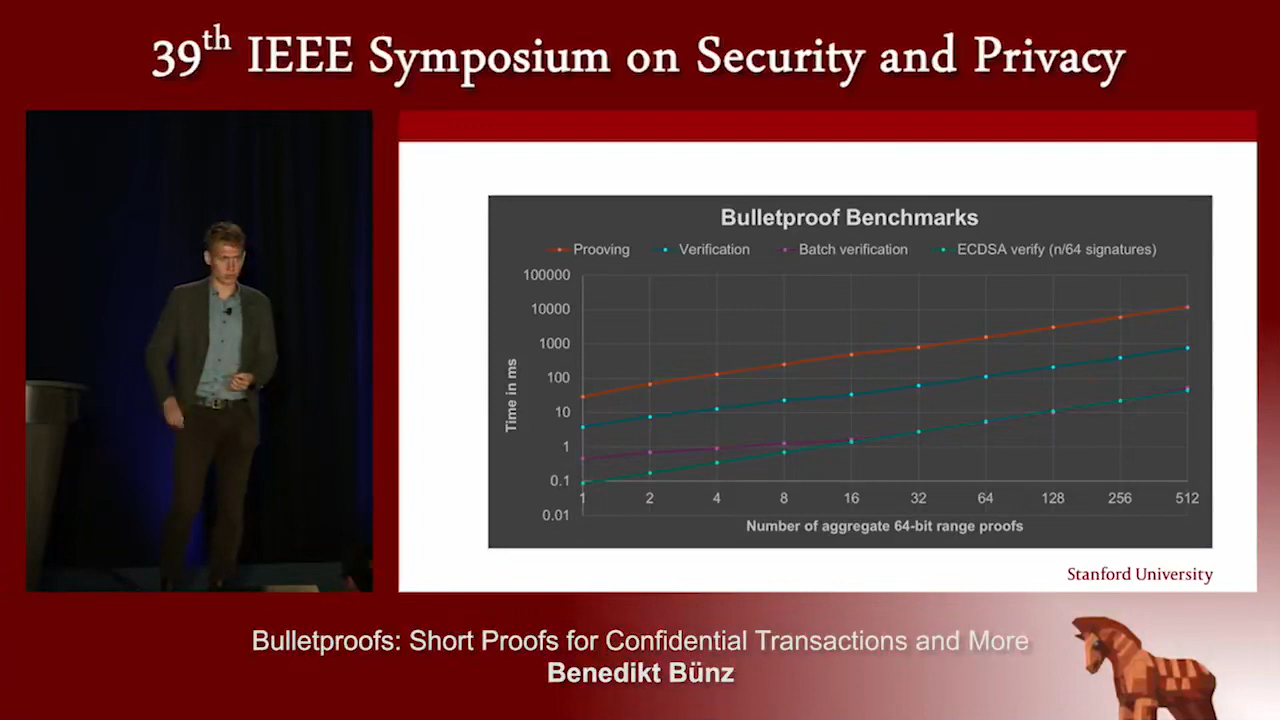 39th IEEE Symposium on Security and Privacy
Bulletproof Benchmarks
Prooving Verification Batch verification ECDSA verify (n/64 signatures)
100000
10000
1000
100
10
1
0.1
0.01
Time in ms
1 2 4 8 16 32 64 128 256 512
Number of aggregate 64-bit range proofs
Stanford University
Bulletproofs: Short Proofs for Confidential Transactions and More
Benedikt Bünz